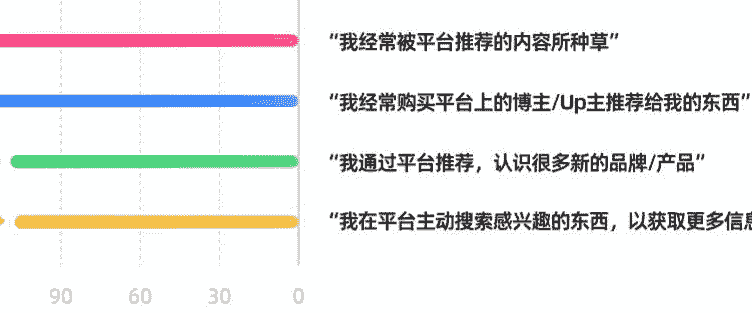 “我经常被平台推荐的内容所种草”
“我经常购买平台上的博主/Up主推荐给我的东西”
“我通过平台推荐，认识很多新的品牌/产品”
“我在平台主动搜索感兴趣的东西，以获取更多信息
90 60 30 0